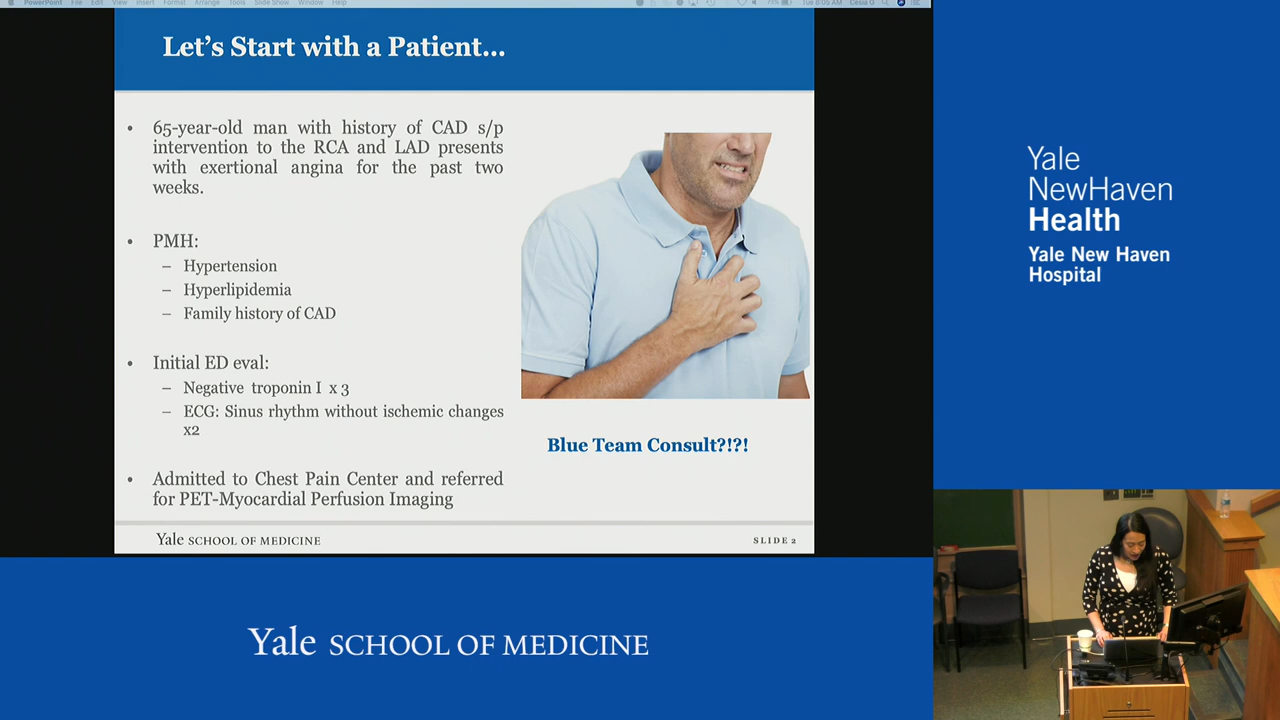 PowerPoint File Edit View Insert Format Arrange Tools Slide Show Window Help
Let's Start with a Patient...
• 65-year-old man with history of CAD s/p
intervention to the RCA and LAD presents
with exertional angina for the past two
weeks.
• PMH:
– Hypertension
– Hyperlipidemia
– Family history of CAD
• Initial ED eval:
– Negative troponin I x 3
– ECG: Sinus rhythm without ischemic changes
x2
• Admitted to Chest Pain Center and referred
for PET-Myocardial Perfusion Imaging
Blue Team Consult?!?!
Yale SCHOOL OF MEDICINE
SLIDE 2
Yale
NewHaven
Health
Yale New Haven
Hospital
Yale SCHOOL OF MEDICINE